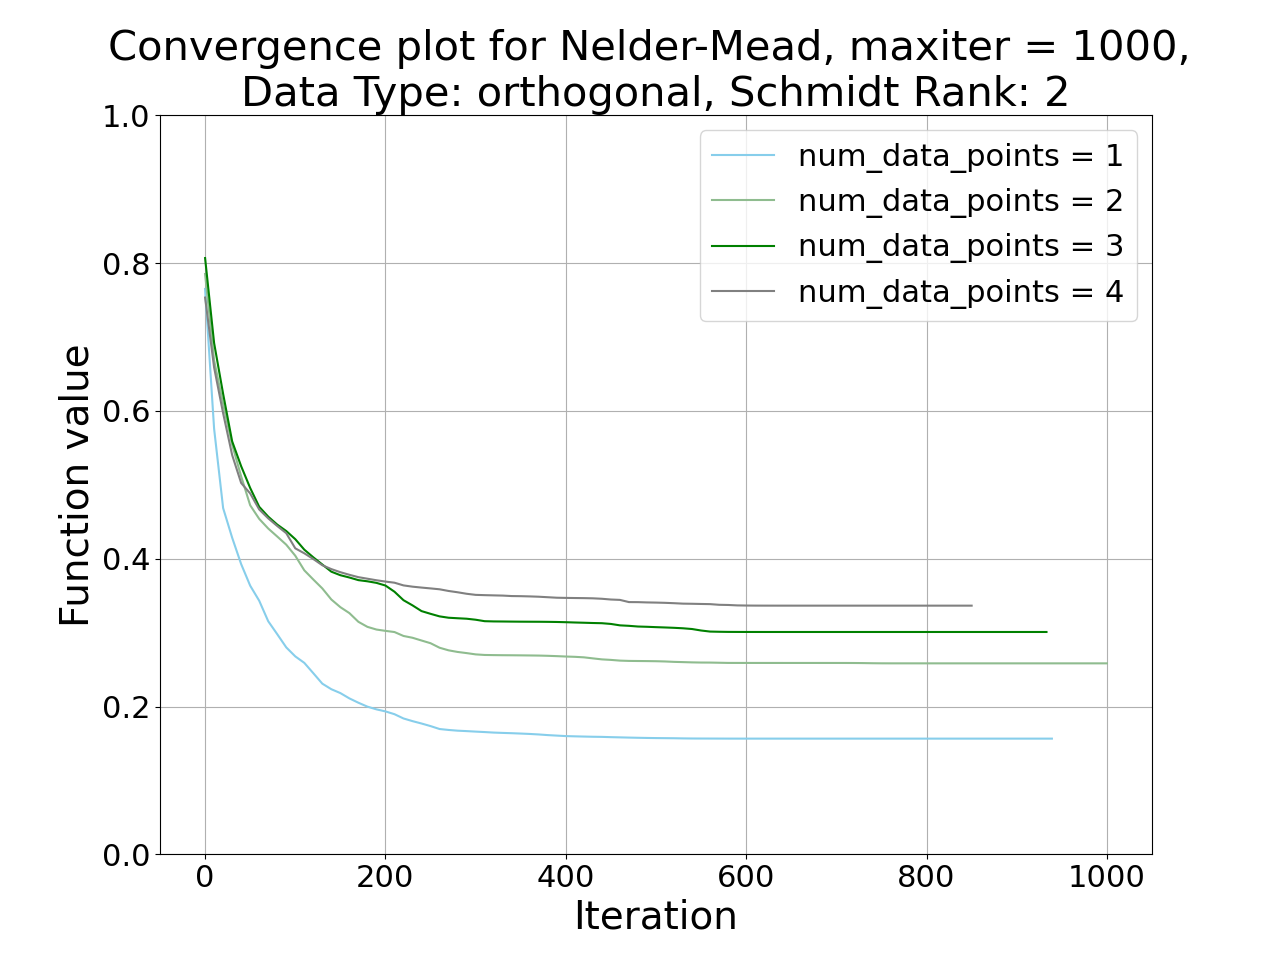 Convergence plot for Nelder-Mead, maxiter = 1000,
Data Type: orthogonal, Schmidt Rank: 2
num_data_points = 1
num_data_points = 2
num_data_points = 3
num_data_points = 4
Function value
1.0
0.8
0.6
0.4
0.2
0.0
0 200 400 600 800 1000
Iteration